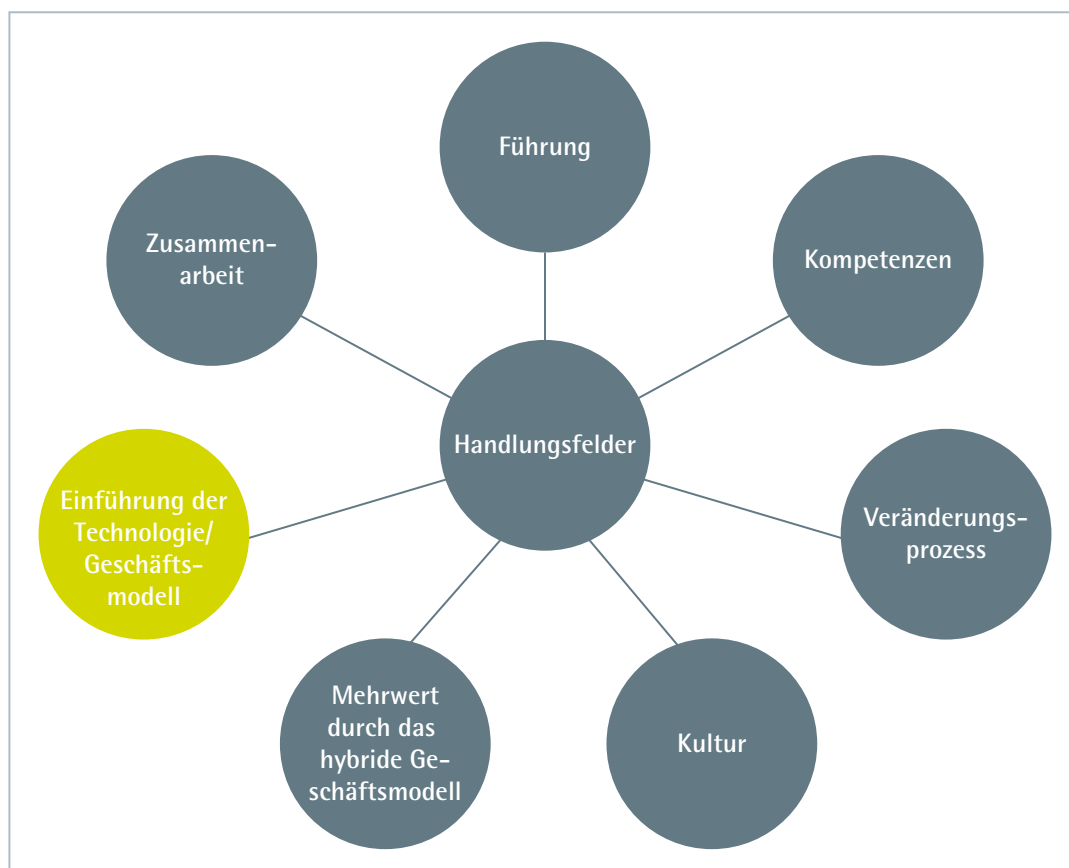 Führung
Zusammen-
arbeit
Kompetenzen
Handlungsfelder
Einführung der
Technologie/
Geschäfts-
modell
Veränderungs-
prozess
Mehrwert
durch das
hybride Ge-
schäftsmodell
Kultur